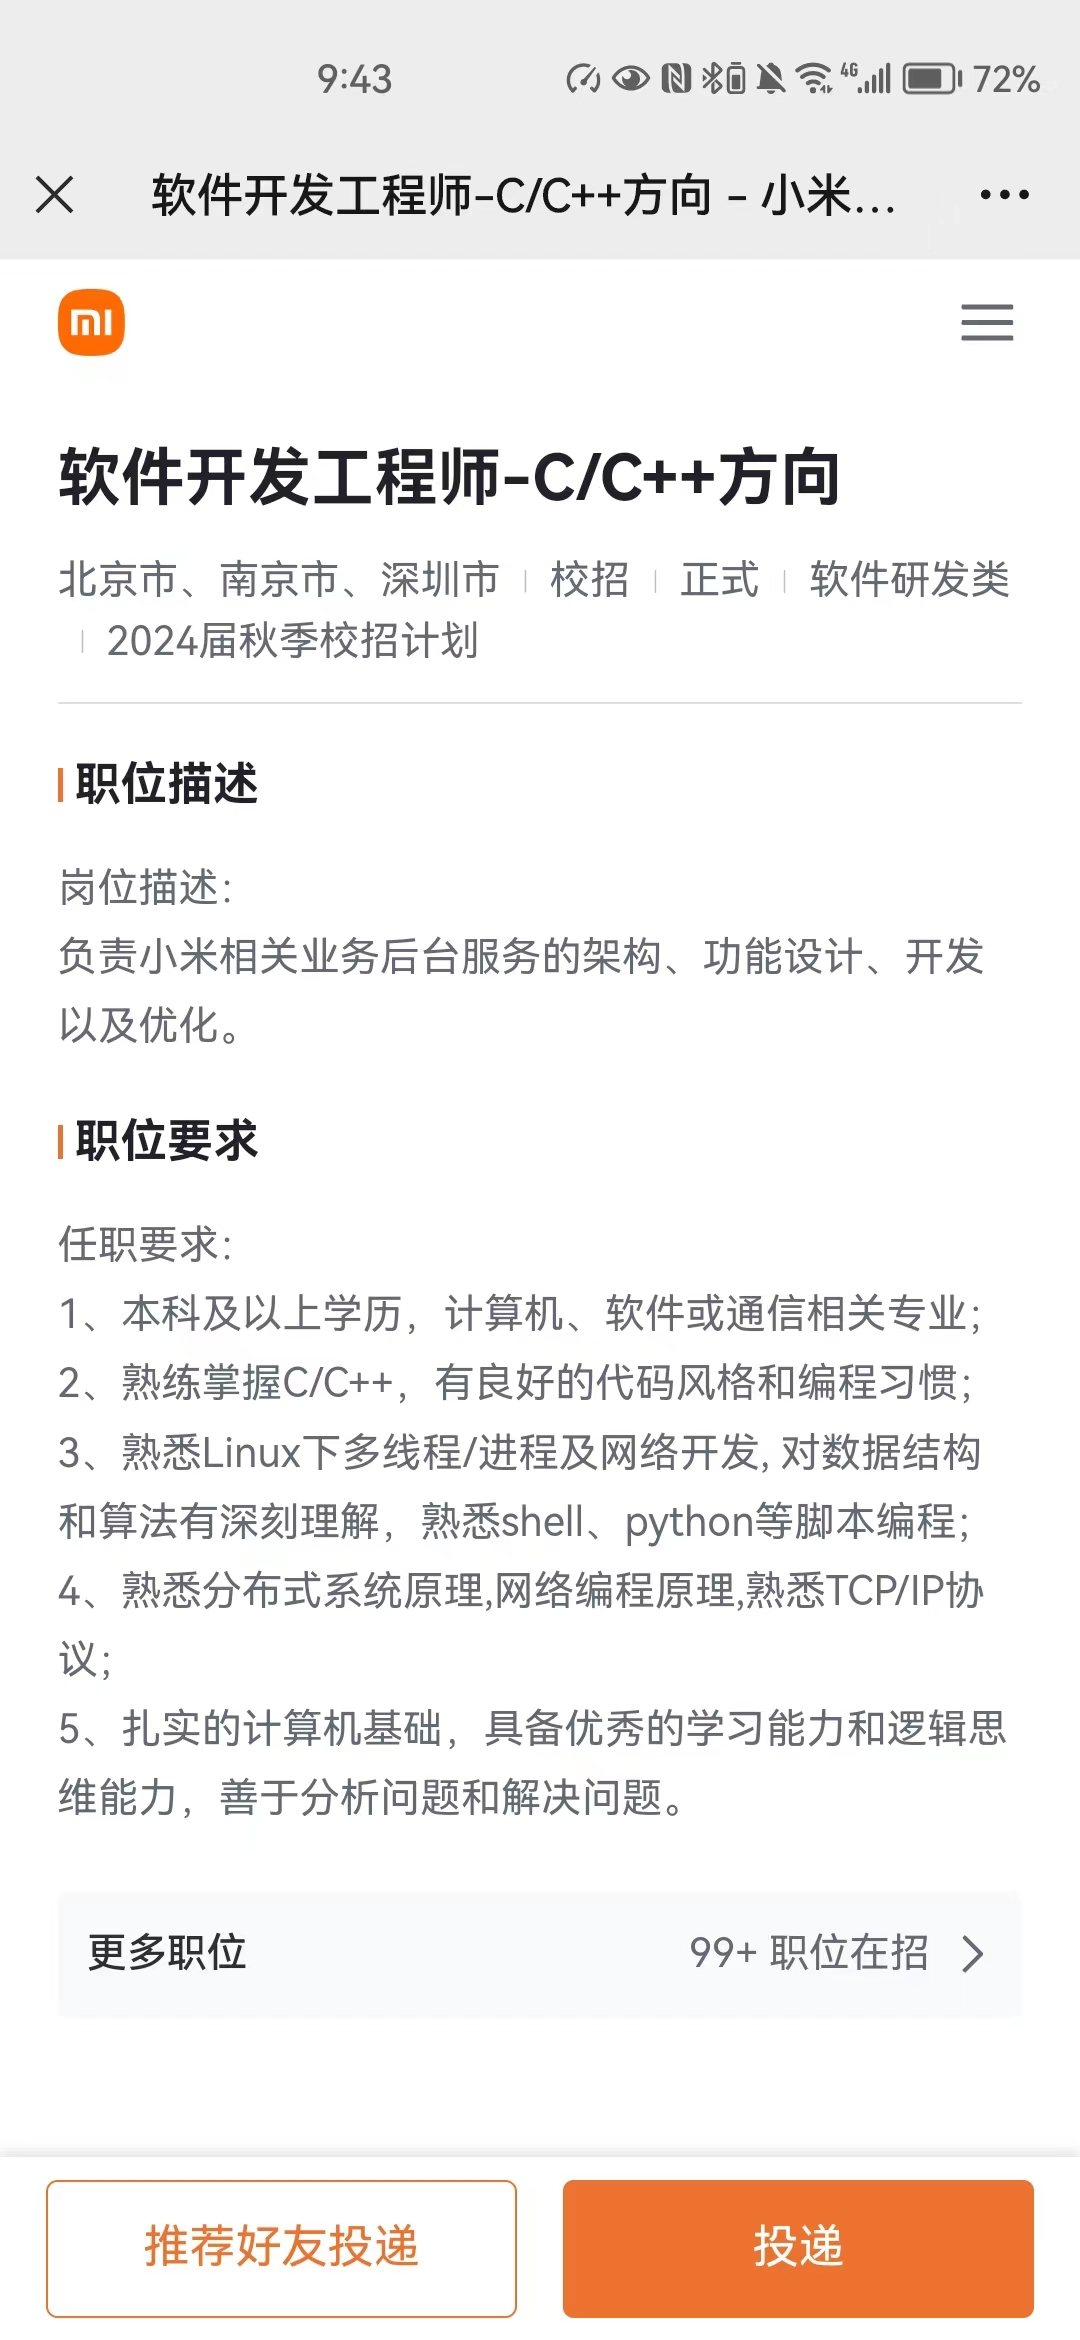 9:43
4G
72%
软件开发工程师-C/C++方向 - 小米...
mi
软件开发工程师-C/C++方向
北京市、南京市、深圳市 | 校招 | 正式 | 软件研发类
| 2024届秋季校招计划
职位描述
岗位描述:
负责小米相关业务后台服务的架构、功能设计、开发
以及优化。
职位要求
任职要求:
1、本科及以上学历，计算机、软件或通信相关专业;
2、熟练掌握C/C++，有良好的代码风格和编程习惯;
3、熟悉Linux下多线程/进程及网络开发, 对数据结构
和算法有深刻理解，熟悉shell、python等脚本编程;
4、熟悉分布式系统原理,网络编程原理,熟悉TCP/IP协
议;
5、扎实的计算机基础，具备优秀的学习能力和逻辑思
维能力，善于分析问题和解决问题。
更多职位
99+ 职位在招
推荐好友投递
投递